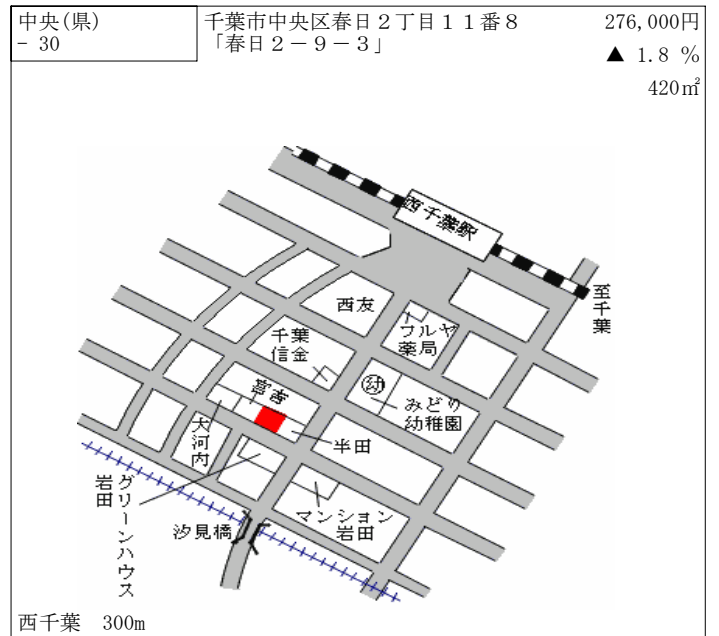 中央(県)
- 30
千葉市中央区春日２丁目１１番８
「春日２－９－３」
276,000円
▲ 1.8 %
420㎡
西千葉駅
至千葉
西友
フルヤ
薬局
千葉
信金
幼
みどり
幼稚園
宮吉
大河内
半田
グリーンハウス
岩田
マンション
岩田
汐見橋
西千葉　300m